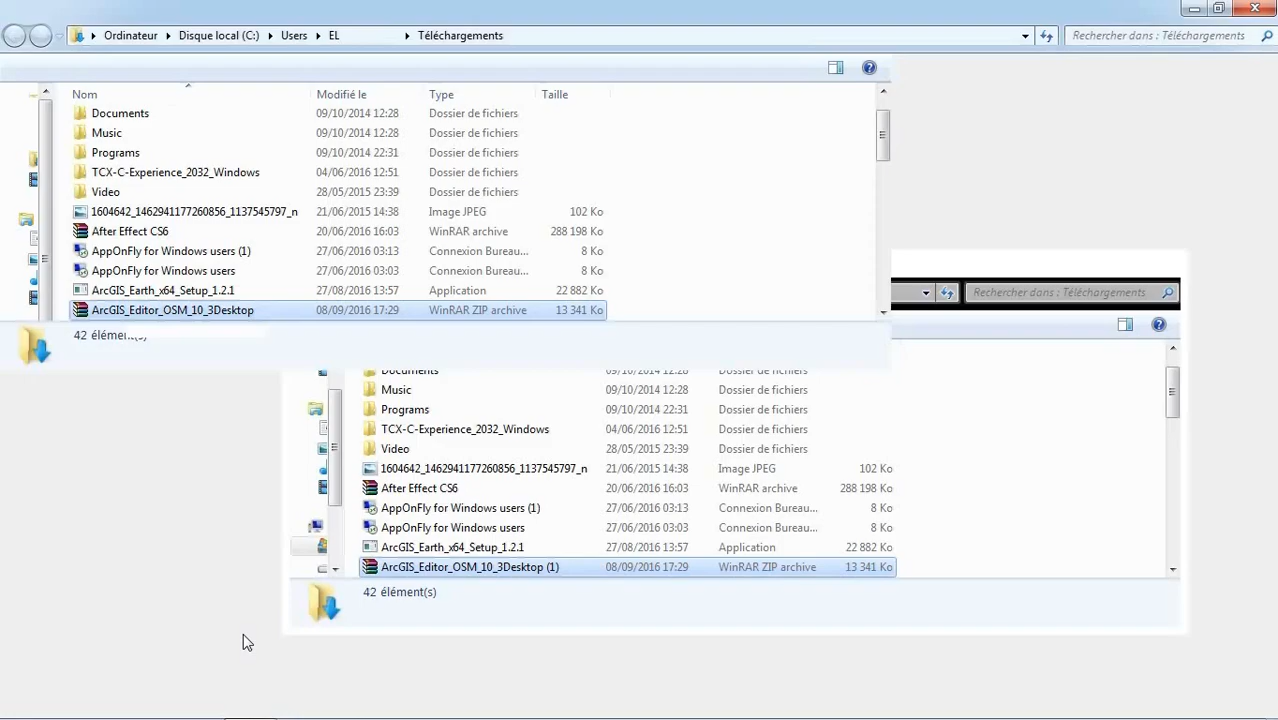 Ordinateur Disque local (C:) Users EL Téléchargements Rechercher dans : Téléchargements
Nom Modifié le Type Taille
Documents 09/10/2014 12:28 Dossier de fichiers
Music 09/10/2014 12:28 Dossier de fichiers
Programs 09/10/2014 22:31 Dossier de fichiers
TCX-C-Experience_2032_Windows 04/06/2016 12:51 Dossier de fichiers
Video 28/05/2015 23:39 Dossier de fichiers
1604642_1462941177260856_1137545797_n 21/06/2015 14:38 Image JPEG 102 Ko
After Effect CS6 20/06/2016 16:03 WinRAR archive 288 198 Ko
AppOnFly for Windows users (1) 27/06/2016 03:13 Connexion Bureau... 8 Ko
AppOnFly for Windows users 27/06/2016 03:03 Connexion Bureau... 8 Ko
ArcGIS_Earth_x64_Setup_1.2.1 27/08/2016 13:57 Application 22 882 Ko
ArcGIS_Editor_OSM_10_3Desktop 08/09/2016 17:29 WinRAR ZIP archive 13 341 Ko
42 élément(s)
Rechercher dans : Téléchargements
Documents 09/10/2014 12:28 Dossier de fichiers
Music 09/10/2014 12:28 Dossier de fichiers
Programs 09/10/2014 22:31 Dossier de fichiers
TCX-C-Experience_2032_Windows 04/06/2016 12:51 Dossier de fichiers
Video 28/05/2015 23:39 Dossier de fichiers
1604642_1462941177260856_1137545797_n 21/06/2015 14:38 Image JPEG 102 Ko
After Effect CS6 20/06/2016 16:03 WinRAR archive 288 198 Ko
AppOnFly for Windows users (1) 27/06/2016 03:13 Connexion Bureau... 8 Ko
AppOnFly for Windows users 27/06/2016 03:03 Connexion Bureau... 8 Ko
ArcGIS_Earth_x64_Setup_1.2.1 27/08/2016 13:57 Application 22 882 Ko
ArcGIS_Editor_OSM_10_3Desktop (1) 08/09/2016 17:29 WinRAR ZIP archive 13 341 Ko
42 élément(s)